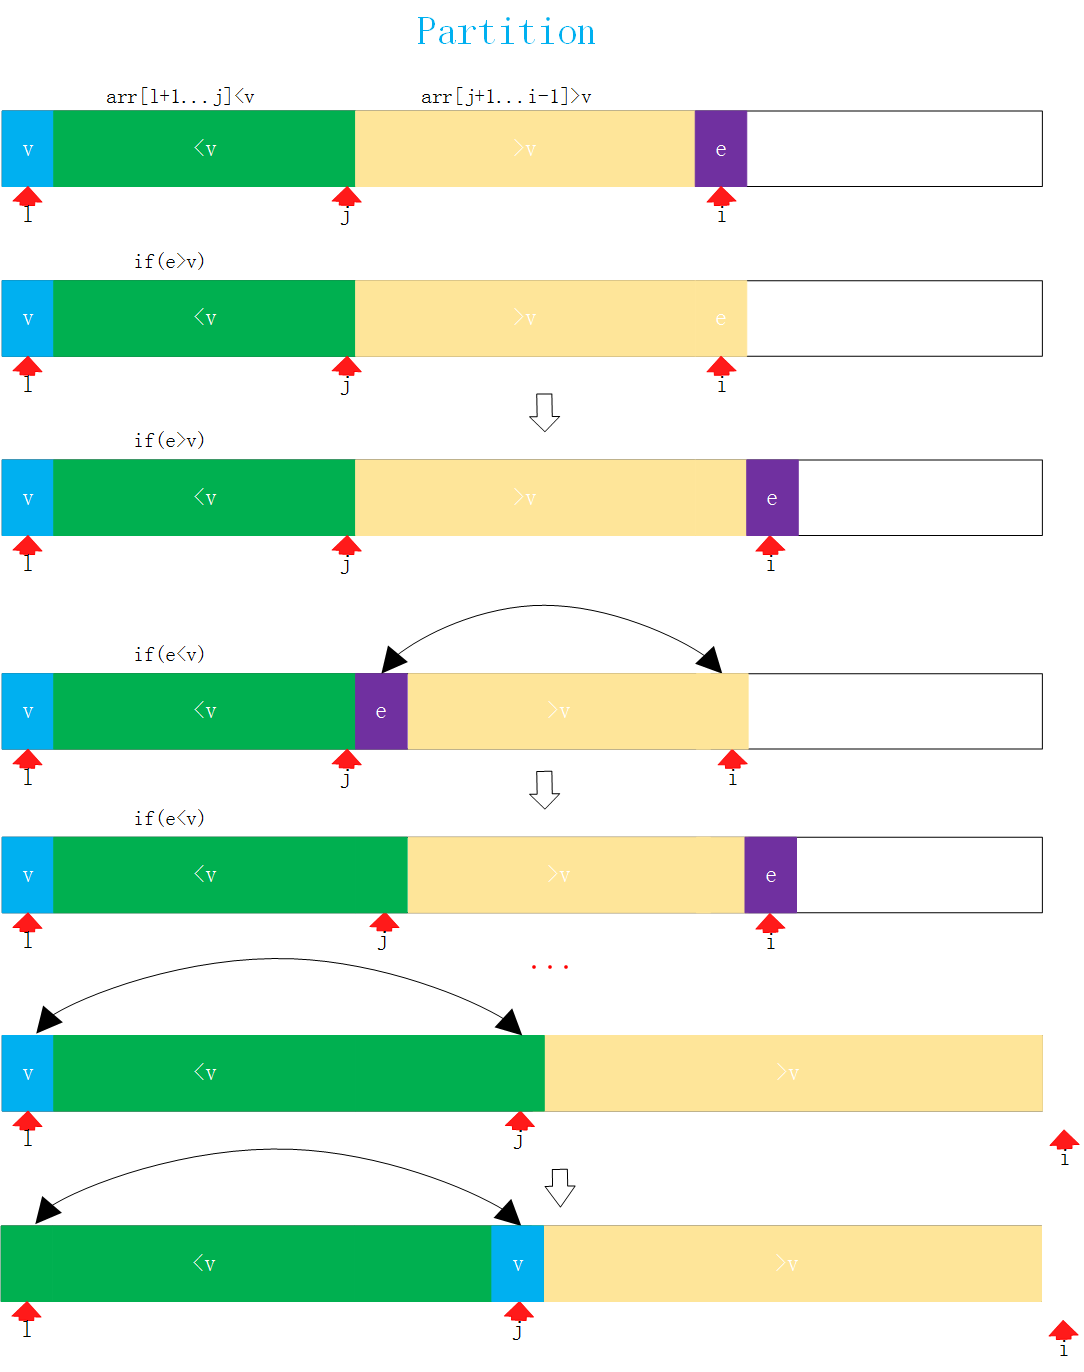 Partition
arr[l+1...j]<v arr[j+1...i-1]>v
v <v >v e
l j i
if(e>v)
v <v >v e
l j i
if(e>v)
v <v >v e
l j i
if(e<v)
v <v e >v
l j i
if(e<v)
v <v >v e
l j i
...
v <v >v
l j i
<v v >v
l j i